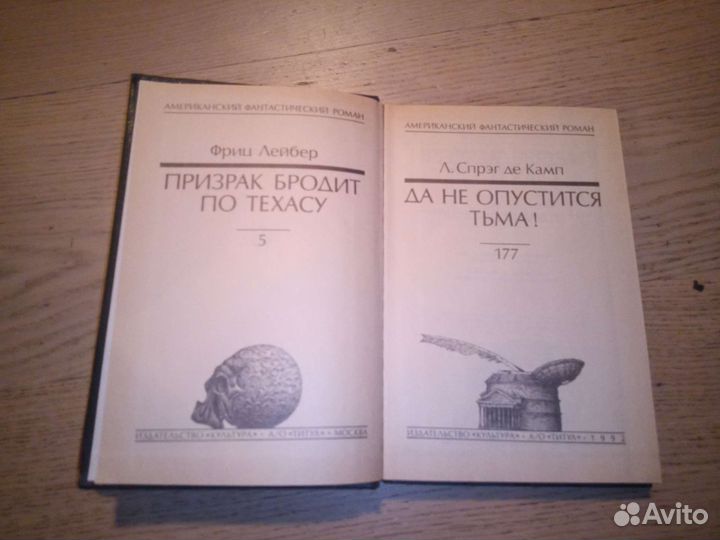 АМЕРИКАНСКИЙ ФАНТАСТИЧЕСКИЙ РОМАН
Фриц Лейбер
ПРИЗРАК БРОДИТ
ПО ТЕХАСУ
5
ИЗДАТЕЛЬСТВО «КУЛЬТУРА» • А/О «ТИТУЛ» • МОСКВА
АМЕРИКАНСКИЙ ФАНТАСТИЧЕСКИЙ РОМАН
Л. Спрэг де Камп
ДА НЕ ОПУСТИТСЯ
ТЬМА!
177
ИЗДАТЕЛЬСТВО «КУЛЬТУРА» • А/О «ТИТУЛ» •
Avito